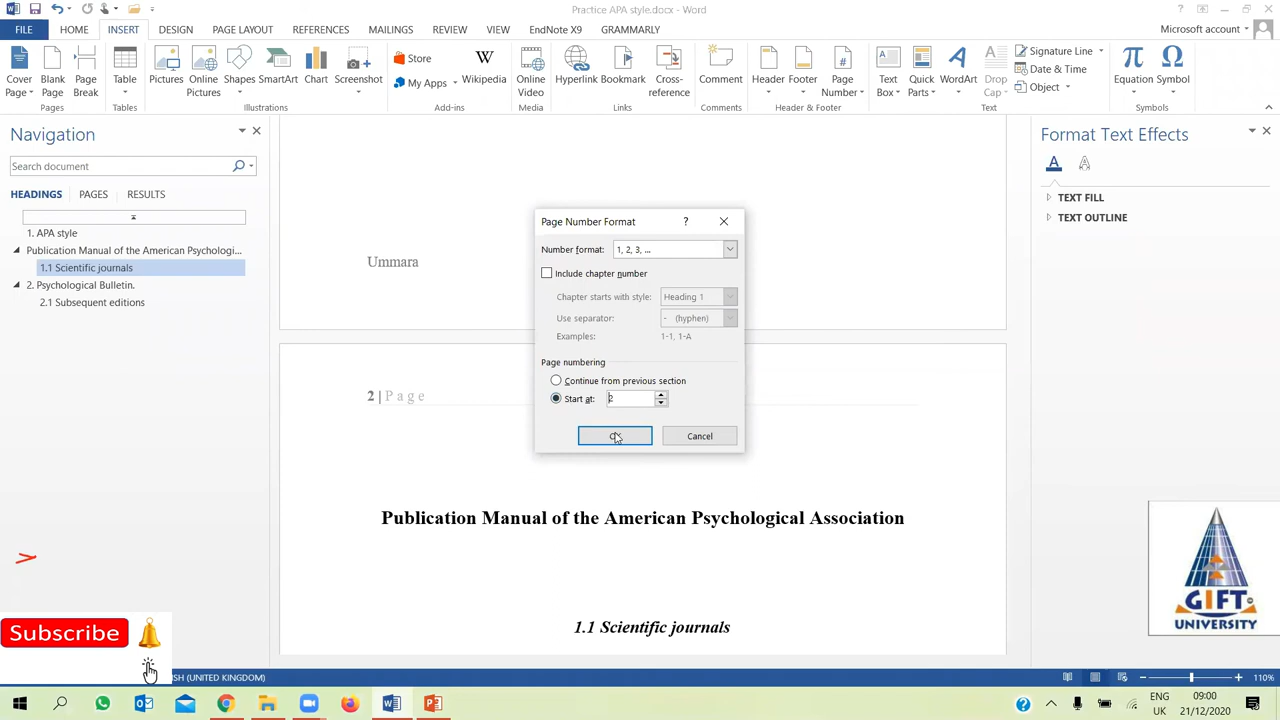 Practice APA style.docx - Word
FILE HOME INSERT DESIGN PAGE LAYOUT REFERENCES MAILINGS REVIEW VIEW EndNote X9 GRAMMARLY Microsoft account
Cover Page Blank Page Page Break Table Pictures Online Pictures Shapes SmartArt Chart Screenshot Store My Apps Wikipedia Online Video Hyperlink Bookmark Cross-reference Comment Header Footer Page Number Text Box Quick Parts WordArt Drop Cap Signature Line Date & Time Object Equation Symbol
Pages Tables Illustrations Add-ins Media Links Comments Header & Footer Text Symbols
Navigation
Search document
HEADINGS PAGES RESULTS
1. APA style
Publication Manual of the American Psychologi...
1.1 Scientific journals
2. Psychological Bulletin.
2.1 Subsequent editions
Ummara
2 | Page
Publication Manual of the American Psychological Association
1.1 Scientific journals
Page Number Format ?
Number format: 1, 2, 3, ...
Include chapter number
Chapter starts with style: Heading 1
Use separator: - (hyphen)
Examples: 1-1, 1-A
Page numbering
Continue from previous section
Start at: 2
Cancel
Format Text Effects
A A
TEXT FILL
TEXT OUTLINE
GIFT
UNIVERSITY
Subscribe
SH (UNITED KINGDOM) 110%
ENG 09:00
UK 21/12/2020